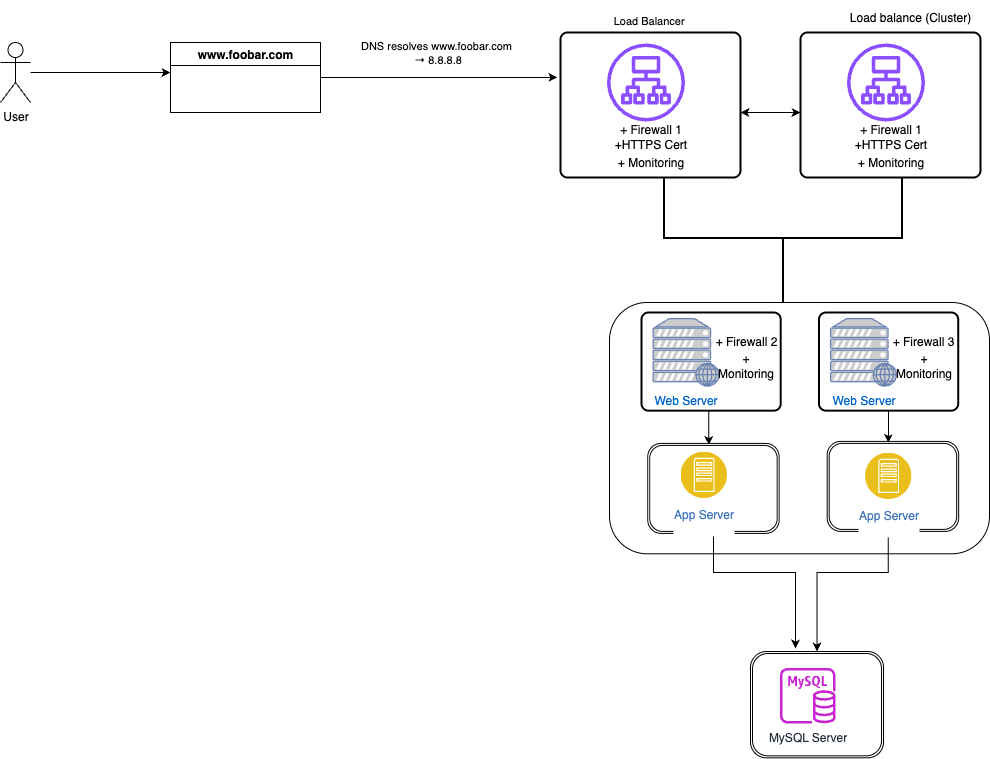 User
www.foobar.com
DNS resolves www.foobar.com
→ 8.8.8.8
Load Balancer
+ Firewall 1
+HTTPS Cert
+ Monitoring
Load balance (Cluster)
+ Firewall 1
+HTTPS Cert
+ Monitoring
+ Firewall 2
+
Monitoring
Web Server
+ Firewall 3
+
Monitoring
Web Server
App Server
App Server
MySQL
MySQL Server